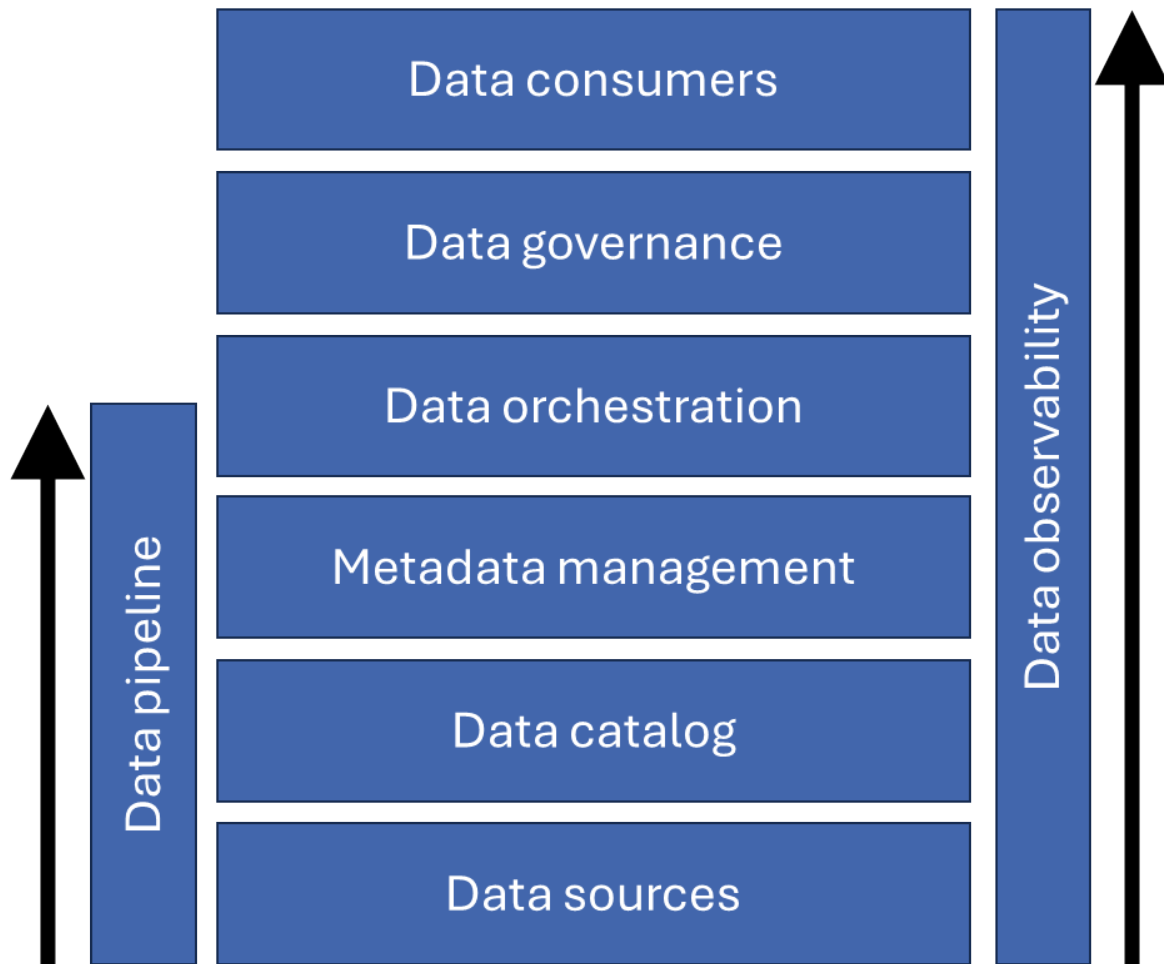 Data consumers
Data governance
Data orchestration
Metadata management
Data catalog
Data sources
Data pipeline
Data observability